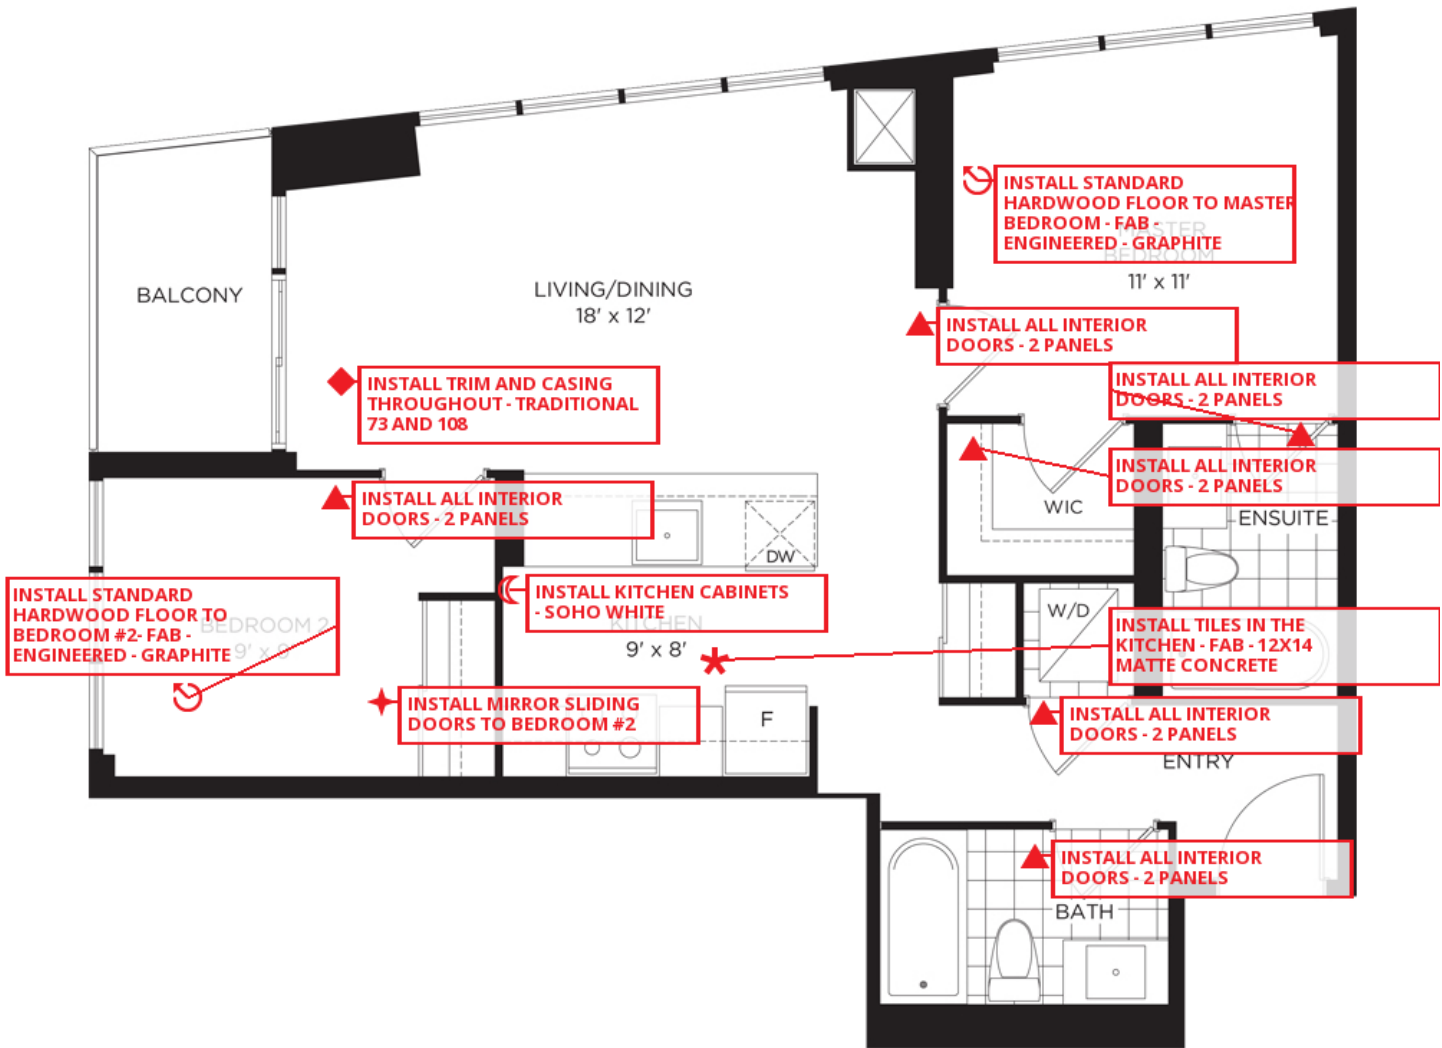 INSTALL STANDARD
HARDWOOD FLOOR TO MASTER
BEDROOM - FAB -
ENGINEERED - GRAPHITE
MASTER
BEDROOM
11' x 11'
BALCONY
LIVING/DINING
18' x 12'
INSTALL ALL INTERIOR
DOORS - 2 PANELS
INSTALL TRIM AND CASING
THROUGHOUT - TRADITIONAL
73 AND 108
INSTALL ALL INTERIOR
DOORS - 2 PANELS
INSTALL ALL INTERIOR
DOORS - 2 PANELS
INSTALL ALL INTERIOR
DOORS - 2 PANELS
WIC
ENSUITE
DW
INSTALL STANDARD
HARDWOOD FLOOR TO
BEDROOM #2- FAB -
ENGINEERED - GRAPHITE
BEDROOM 2
INSTALL KITCHEN CABINETS
- SOHO WHITE
KITCHEN
9' x 8'
W/D
INSTALL TILES IN THE
KITCHEN - FAB - 12X14
MATTE CONCRETE
INSTALL MIRROR SLIDING
DOORS TO BEDROOM #2
F
INSTALL ALL INTERIOR
DOORS - 2 PANELS
ENTRY
INSTALL ALL INTERIOR
DOORS - 2 PANELS
BATH